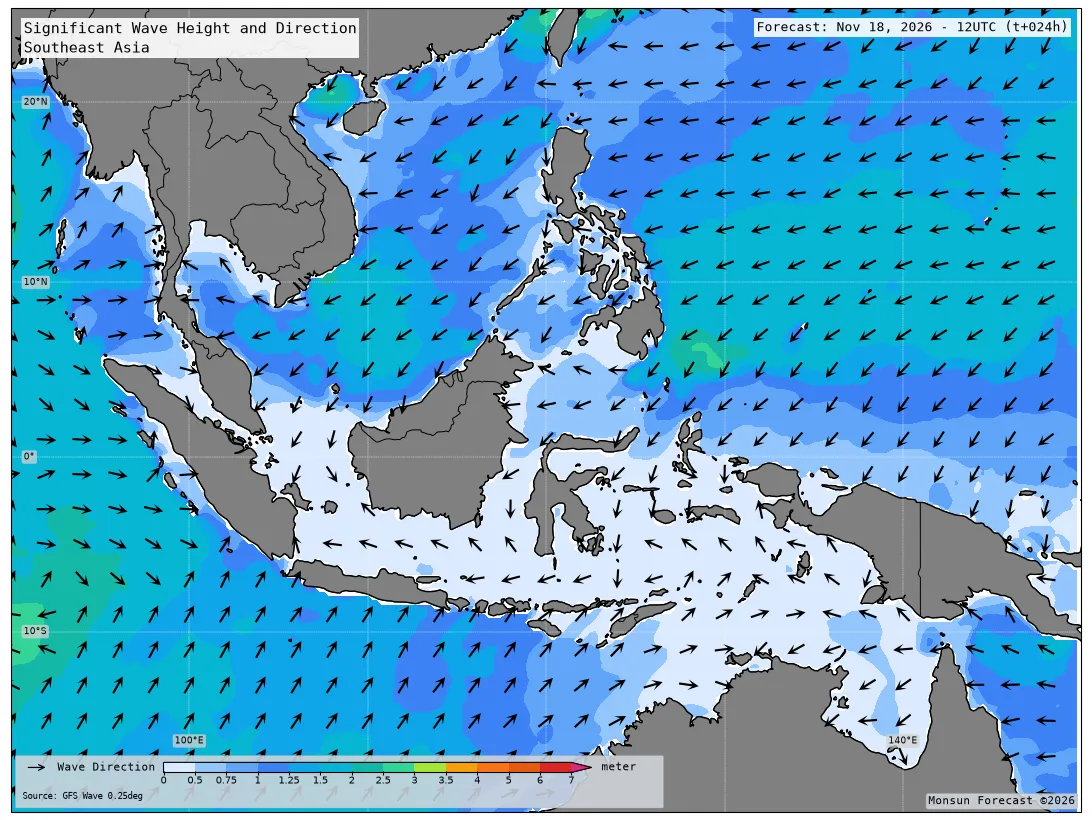 Significant Wave Height and Direction
Southeast Asia
Forecast: Nov 18, 2026 - 12UTC (t+024h)
20°N
10°N
0°
10°S
100°E
140°E
Wave Direction
meter
0 0.5 0.75 1 1.25 1.5 2 2.5 3 3.5 4 5 6 7
Source: GFS Wave 0.25deg
Monsun Forecast ©2026